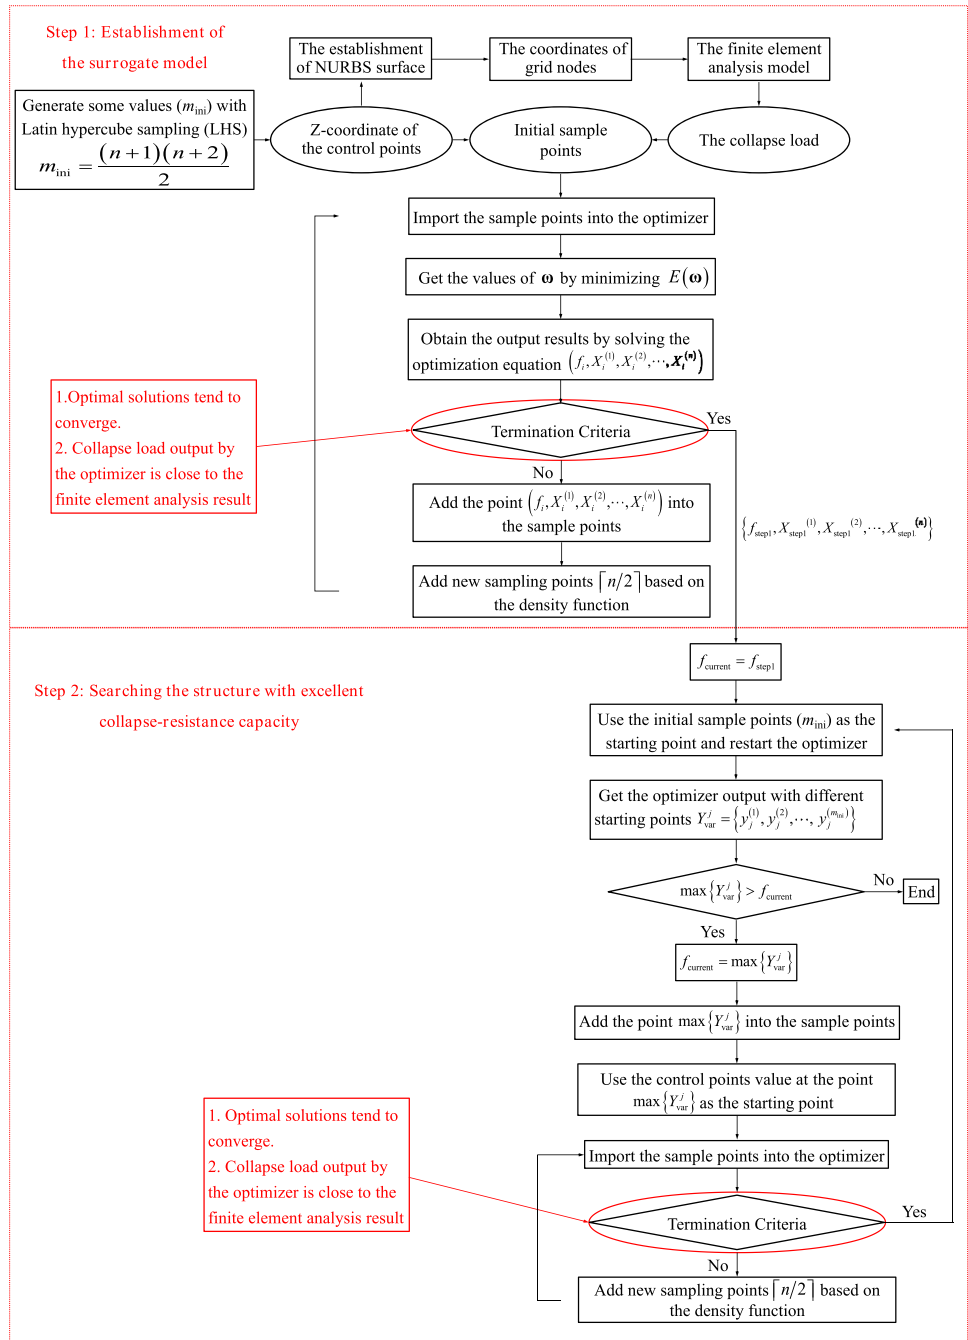 Step 1: Establishment of
the surrogate model
The establishment
of NURBS surface
The coordinates of
grid nodes
The finite element
analysis model
Generate some values (m_ini) with
Latin hypercube sampling (LHS)
m_ini = (n+1)(n+2)/2
Z-coordinate of
the control points
Initial sample
points
The collapse load
Import the sample points into the optimizer
Get the values of ω by minimizing E(ω)
Obtain the output results by solving the
optimization equation (f_i, X_i^(1), X_i^(2), ⋯, X_i^(n))
1.Optimal solutions tend to
converge.
2. Collapse load output by
the optimizer is close to the
finite element analysis result
Termination Criteria
Yes
No
Add the point (f_i, X_i^(1), X_i^(2), ⋯, X_i^(n)) into
the sample points
{f_step1, X_step1^(1), X_step1^(2), ⋯, X_step1.^(n)}
Add new sampling points ⌈n/2⌉ based on
the density function
Step 2: Searching the structure with excellent
collapse-resistance capacity
f_current = f_step1
Use the initial sample points (m_ini) as the
starting point and restart the optimizer
Get the optimizer output with different
starting points Y_var^j = {y_j^(1), y_j^(2), ⋯, y_j^(m_ini)}
max{Y_var^j} > f_current
No
End
Yes
f_current = max{Y_var^j}
Add the point max{Y_var^j} into the sample points
Use the control points value at the point
max{Y_var^j} as the starting point
1. Optimal solutions tend to
converge.
2. Collapse load output by
the optimizer is close to the
finite element analysis result
Import the sample points into the optimizer
Termination Criteria
Yes
No
Add new sampling points ⌈n/2⌉ based on
the density function